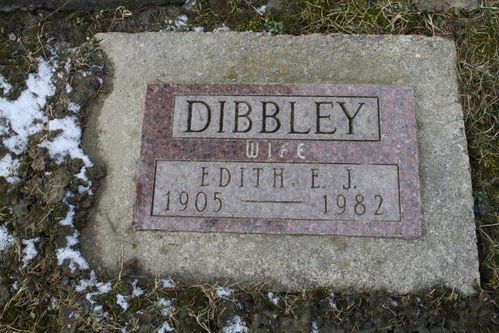 DIBBLEY
WIFE
EDITH. E. J.
1905 — 1982